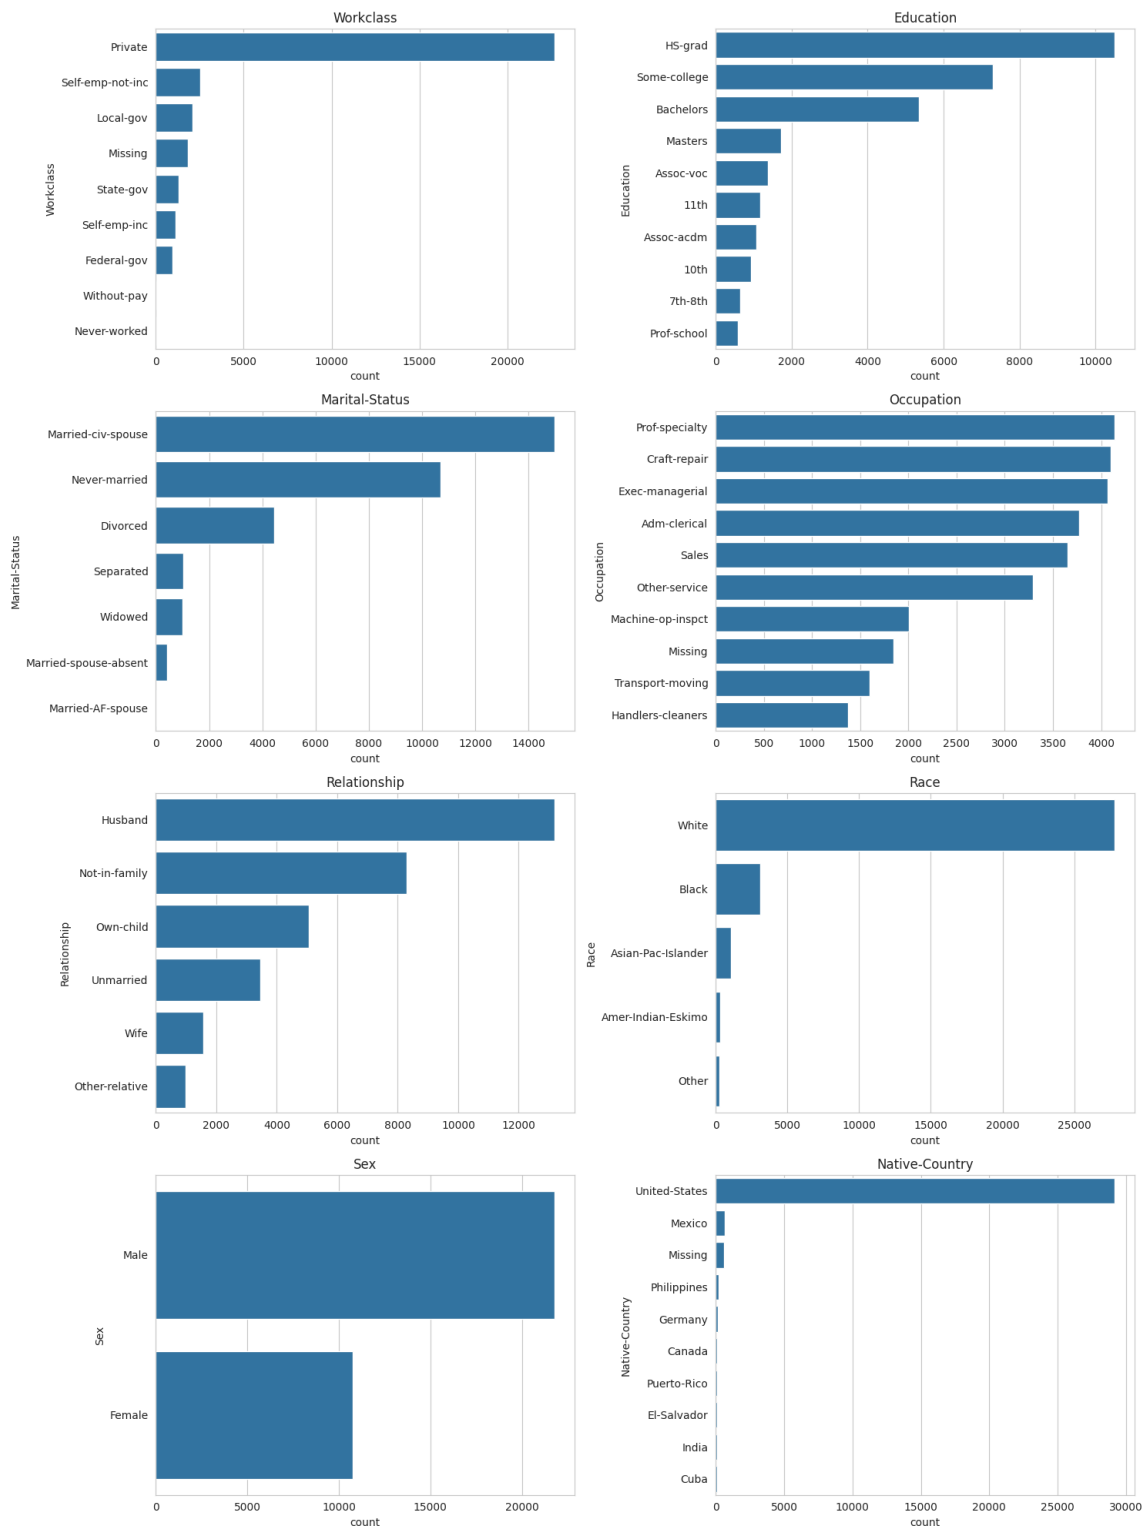 Workclass
Workclass
Private
Self-emp-not-inc
Local-gov
Missing
State-gov
Self-emp-inc
Federal-gov
Without-pay
Never-worked
0 5000 10000 15000 20000
count
Education
Education
HS-grad
Some-college
Bachelors
Masters
Assoc-voc
11th
Assoc-acdm
10th
7th-8th
Prof-school
0 2000 4000 6000 8000 10000
count
Marital-Status
Marital-Status
Married-civ-spouse
Never-married
Divorced
Separated
Widowed
Married-spouse-absent
Married-AF-spouse
0 2000 4000 6000 8000 10000 12000 14000
count
Occupation
Occupation
Prof-specialty
Craft-repair
Exec-managerial
Adm-clerical
Sales
Other-service
Machine-op-inspct
Missing
Transport-moving
Handlers-cleaners
0 500 1000 1500 2000 2500 3000 3500 4000
count
Relationship
Relationship
Husband
Not-in-family
Own-child
Unmarried
Wife
Other-relative
0 2000 4000 6000 8000 10000 12000
count
Race
Race
White
Black
Asian-Pac-Islander
Amer-Indian-Eskimo
Other
0 5000 10000 15000 20000 25000
count
Sex
Sex
Male
Female
0 10000 15000 20000
count
Native-Country
Native-Country
United-States
Mexico
Missing
Philippines
Germany
Canada
Puerto-Rico
El-Salvador
India
Cuba
0 5000 10000 15000 20000 25000 30000
count